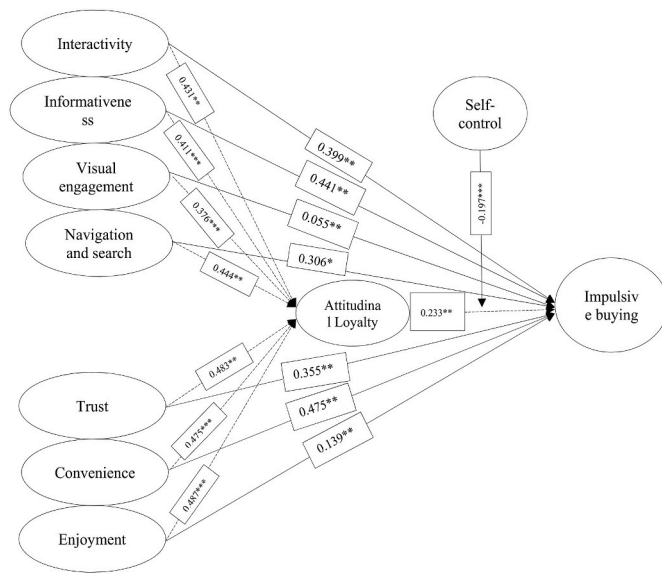 Interactivity
Informativene
ss
Visual
engagement
Navigation
and search
0.431**
0.411***
0.376***
0.444**
0.399**
0.441**
0.055**
0.306*
Self-
control
-0.197***
Attitudina
l Loyalty
0.233**
Impulsiv
e buying
0.483**
0.475***
0.487***
0.355**
0.475**
0.139**
Trust
Convenience
Enjoyment